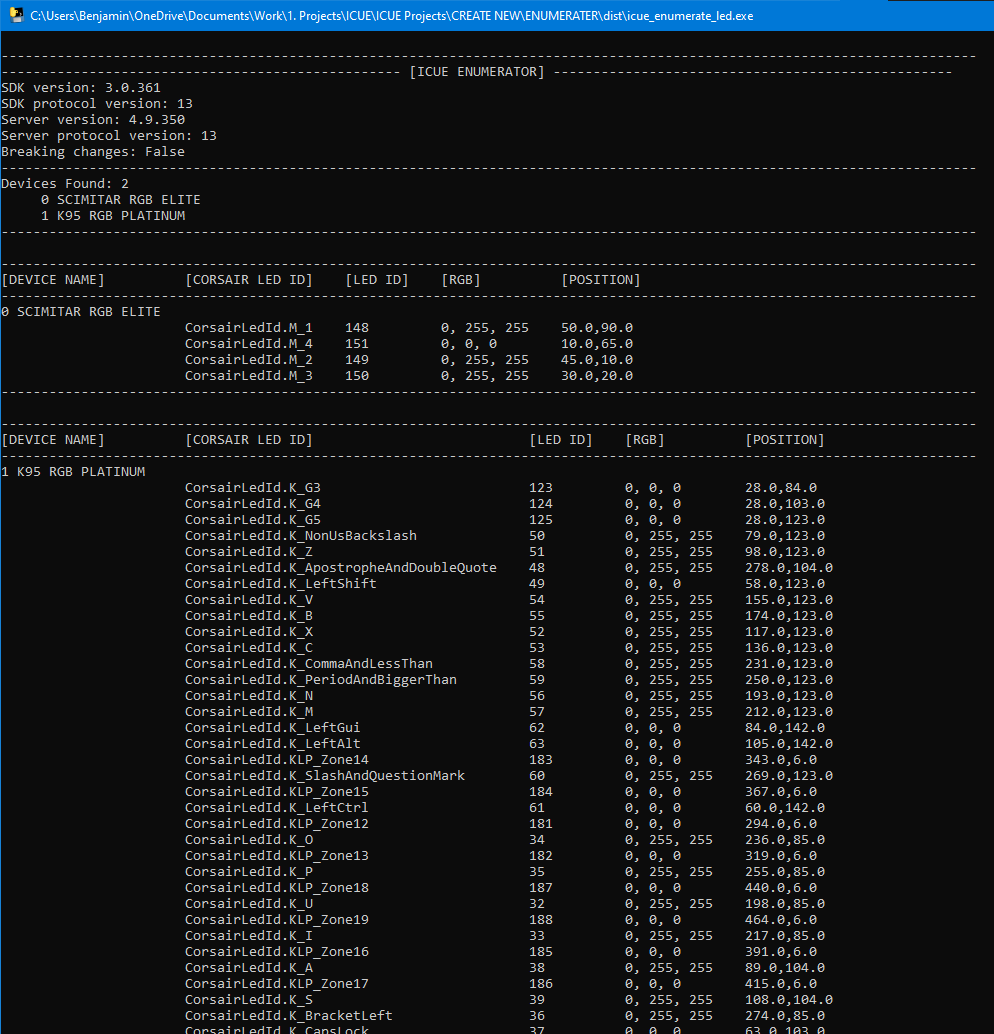 C:\Users\Benjamin\OneDrive\Documents\Work\1. Projects\ICUE\ICUE Projects\CREATE NEW\ENUMERATER\dist\icue_enumerate_led.exe
[ICUE ENUMERATOR]
SDK version: 3.0.361
SDK protocol version: 13
Server version: 4.9.350
Server protocol version: 13
Breaking changes: False
Devices Found: 2
0 SCIMITAR RGB ELITE
1 K95 RGB PLATINUM
[DEVICE NAME] [CORSAIR LED ID] [LED ID] [RGB] [POSITION]
0 SCIMITAR RGB ELITE
CorsairLedId.M_1 148 0, 255, 255 50.0,90.0
CorsairLedId.M_4 151 0, 0, 0 10.0,65.0
CorsairLedId.M_2 149 0, 255, 255 45.0,10.0
CorsairLedId.M_3 150 0, 255, 255 30.0,20.0
[DEVICE NAME] [CORSAIR LED ID] [LED ID] [RGB] [POSITION]
1 K95 RGB PLATINUM
CorsairLedId.K_G3 123 0, 0, 0 28.0,84.0
CorsairLedId.K_G4 124 0, 0, 0 28.0,103.0
CorsairLedId.K_G5 125 0, 0, 0 28.0,123.0
CorsairLedId.K_NonUsBackslash 50 0, 255, 255 79.0,123.0
CorsairLedId.K_Z 51 0, 255, 255 98.0,123.0
CorsairLedId.K_ApostropheAndDoubleQuote 48 0, 255, 255 278.0,104.0
CorsairLedId.K_LeftShift 49 0, 0, 0 58.0,123.0
CorsairLedId.K_V 54 0, 255, 255 155.0,123.0
CorsairLedId.K_B 55 0, 255, 255 174.0,123.0
CorsairLedId.K_X 52 0, 255, 255 117.0,123.0
CorsairLedId.K_C 53 0, 255, 255 136.0,123.0
CorsairLedId.K_CommaAndLessThan 58 0, 255, 255 231.0,123.0
CorsairLedId.K_PeriodAndBiggerThan 59 0, 255, 255 250.0,123.0
CorsairLedId.K_N 56 0, 255, 255 193.0,123.0
CorsairLedId.K_M 57 0, 255, 255 212.0,123.0
CorsairLedId.K_LeftGui 62 0, 0, 0 84.0,142.0
CorsairLedId.K_LeftAlt 63 0, 0, 0 105.0,142.0
CorsairLedId.KLP_Zone14 183 0, 0, 0 343.0,6.0
CorsairLedId.K_SlashAndQuestionMark 60 0, 255, 255 269.0,123.0
CorsairLedId.KLP_Zone15 184 0, 0, 0 367.0,6.0
CorsairLedId.K_LeftCtrl 61 0, 0, 0 60.0,142.0
CorsairLedId.KLP_Zone12 181 0, 0, 0 294.0,6.0
CorsairLedId.K_O 34 0, 255, 255 236.0,85.0
CorsairLedId.KLP_Zone13 182 0, 0, 0 319.0,6.0
CorsairLedId.K_P 35 0, 255, 255 255.0,85.0
CorsairLedId.KLP_Zone18 187 0, 0, 0 440.0,6.0
CorsairLedId.K_U 32 0, 255, 255 198.0,85.0
CorsairLedId.KLP_Zone19 188 0, 0, 0 464.0,6.0
CorsairLedId.K_I 33 0, 255, 255 217.0,85.0
CorsairLedId.KLP_Zone16 185 0, 0, 0 391.0,6.0
CorsairLedId.K_A 38 0, 255, 255 89.0,104.0
CorsairLedId.KLP_Zone17 186 0, 0, 0 415.0,6.0
CorsairLedId.K_S 39 0, 255, 255 108.0,104.0
CorsairLedId.K_BracketLeft 36 0, 255, 255 274.0,85.0
CorsairLedId.K_CapsLock 37 0, 0, 0 63.0,103.0